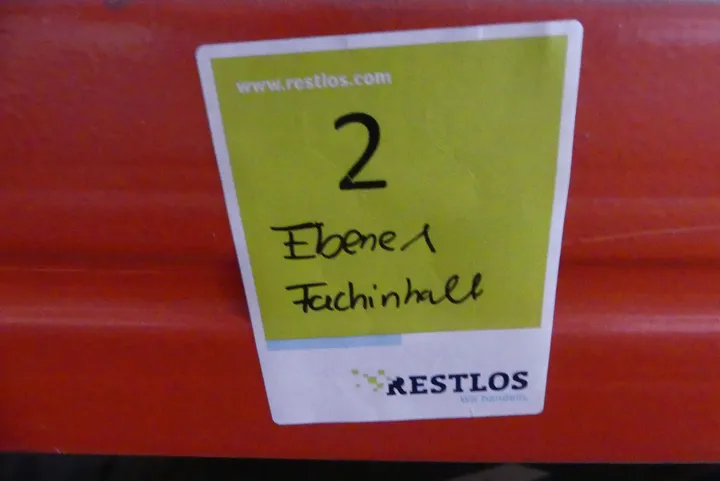 www.restlos.com
2
Ebene 1
Fachinhalt
RESTLOS
Wir handeln.